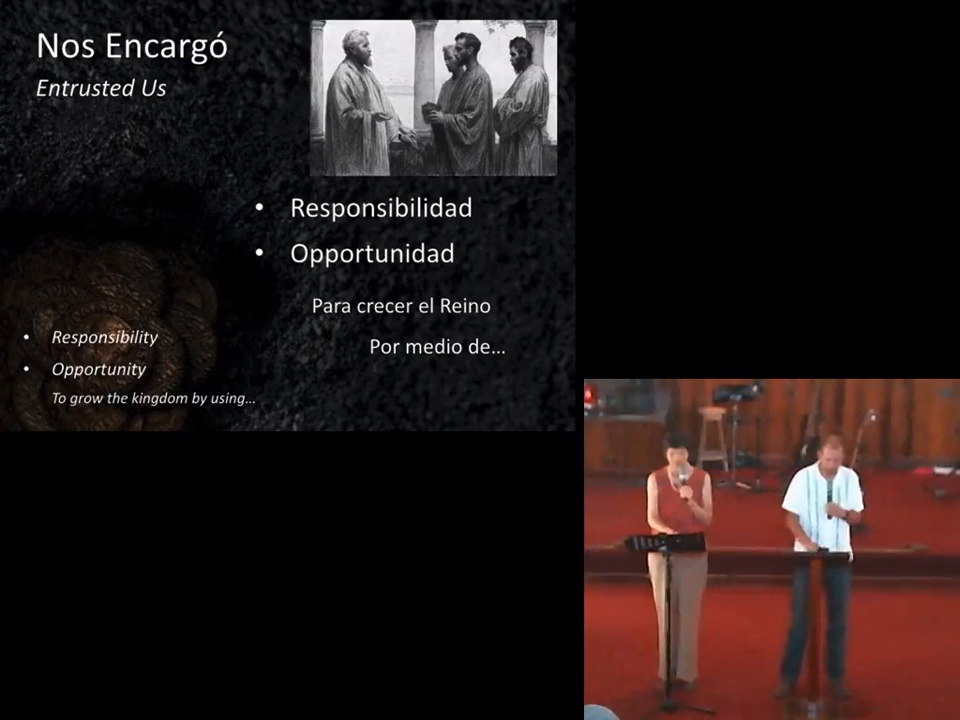 Nos Encargó
Entrusted Us
• Responsibilidad
• Opportunidad
Para crecer el Reino
Por medio de...
• Responsibility
• Opportunity
To grow the kingdom by using...